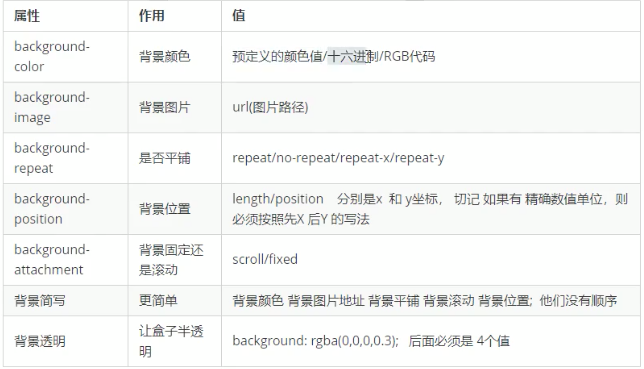 属性 作用 值
background-color 背景颜色 预定义的颜色值/十六进制/RGB代码
background-image 背景图片 url(图片路径)
background-repeat 是否平铺 repeat/no-repeat/repeat-x/repeat-y
background-position 背景位置 length/position 分别是x 和 y坐标, 切记 如果有 精确数值单位, 则必须按照先X 后Y 的写法
background-attachment 背景固定还是滚动 scroll/fixed
背景简写 更简单 背景颜色 背景图片地址 背景平铺 背景滚动 背景位置; 他们没有顺序
背景透明 让盒子半透明 background: rgba(0,0,0,0.3); 后面必须是 4个值